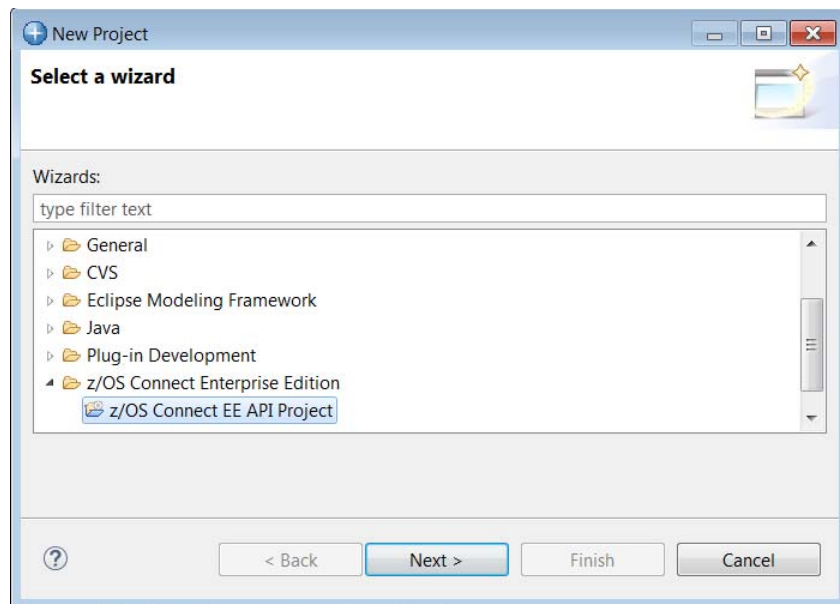 New Project
Select a wizard
Wizards:
type filter text
General
CVS
Eclipse Modeling Framework
Java
Plug-in Development
z/OS Connect Enterprise Edition
z/OS Connect EE API Project
? < Back Next > Finish Cancel